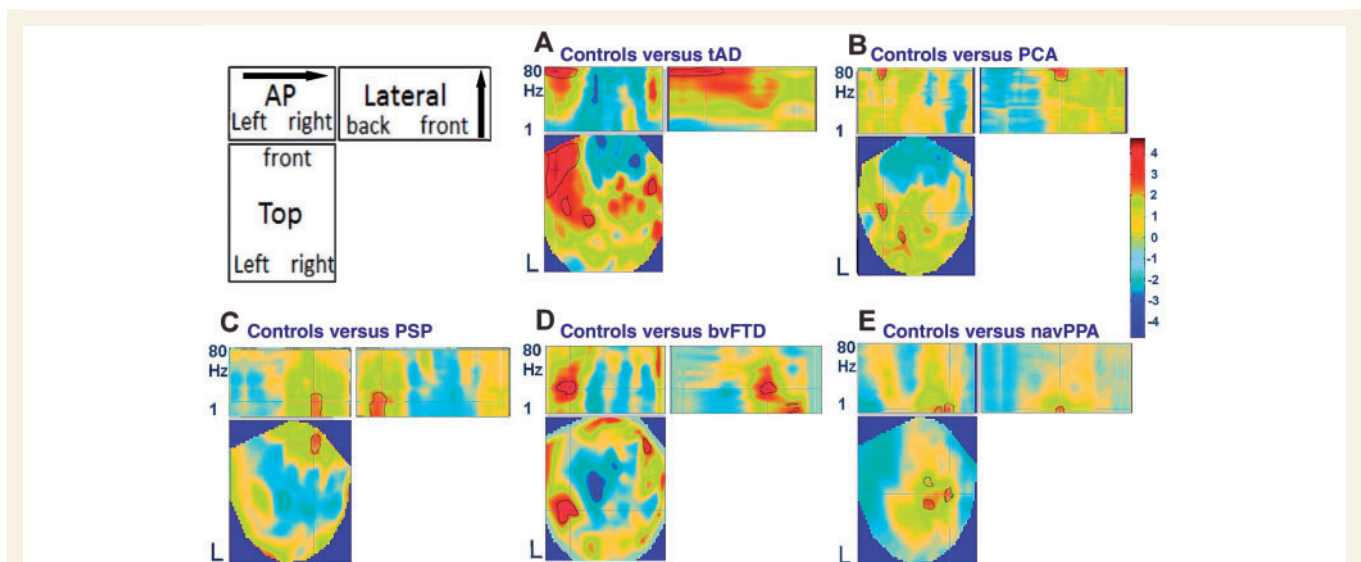 AP
Left right
Lateral
back front
front
Top
Left right
A Controls versus tAD
80
Hz
1
L
B Controls versus PCA
80
Hz
1
L
4
3
2
1
0
-1
-2
-3
-4
C Controls versus PSP
80
Hz
1
L
D Controls versus bvFTD
80
Hz
1
L
E Controls versus navPPA
80
Hz
1
L